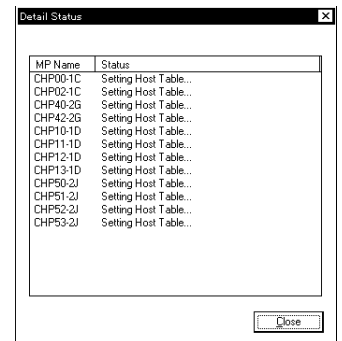 Detail Status
MP Name Status
CHP00-1C Setting Host Table...
CHP02-1C Setting Host Table...
CHP40-2G Setting Host Table...
CHP42-2G Setting Host Table...
CHP10-1D Setting Host Table...
CHP11-1D Setting Host Table...
CHP12-1D Setting Host Table...
CHP13-1D Setting Host Table...
CHP50-2J Setting Host Table...
CHP51-2J Setting Host Table...
CHP52-2J Setting Host Table...
CHP53-2J Setting Host Table...
Close